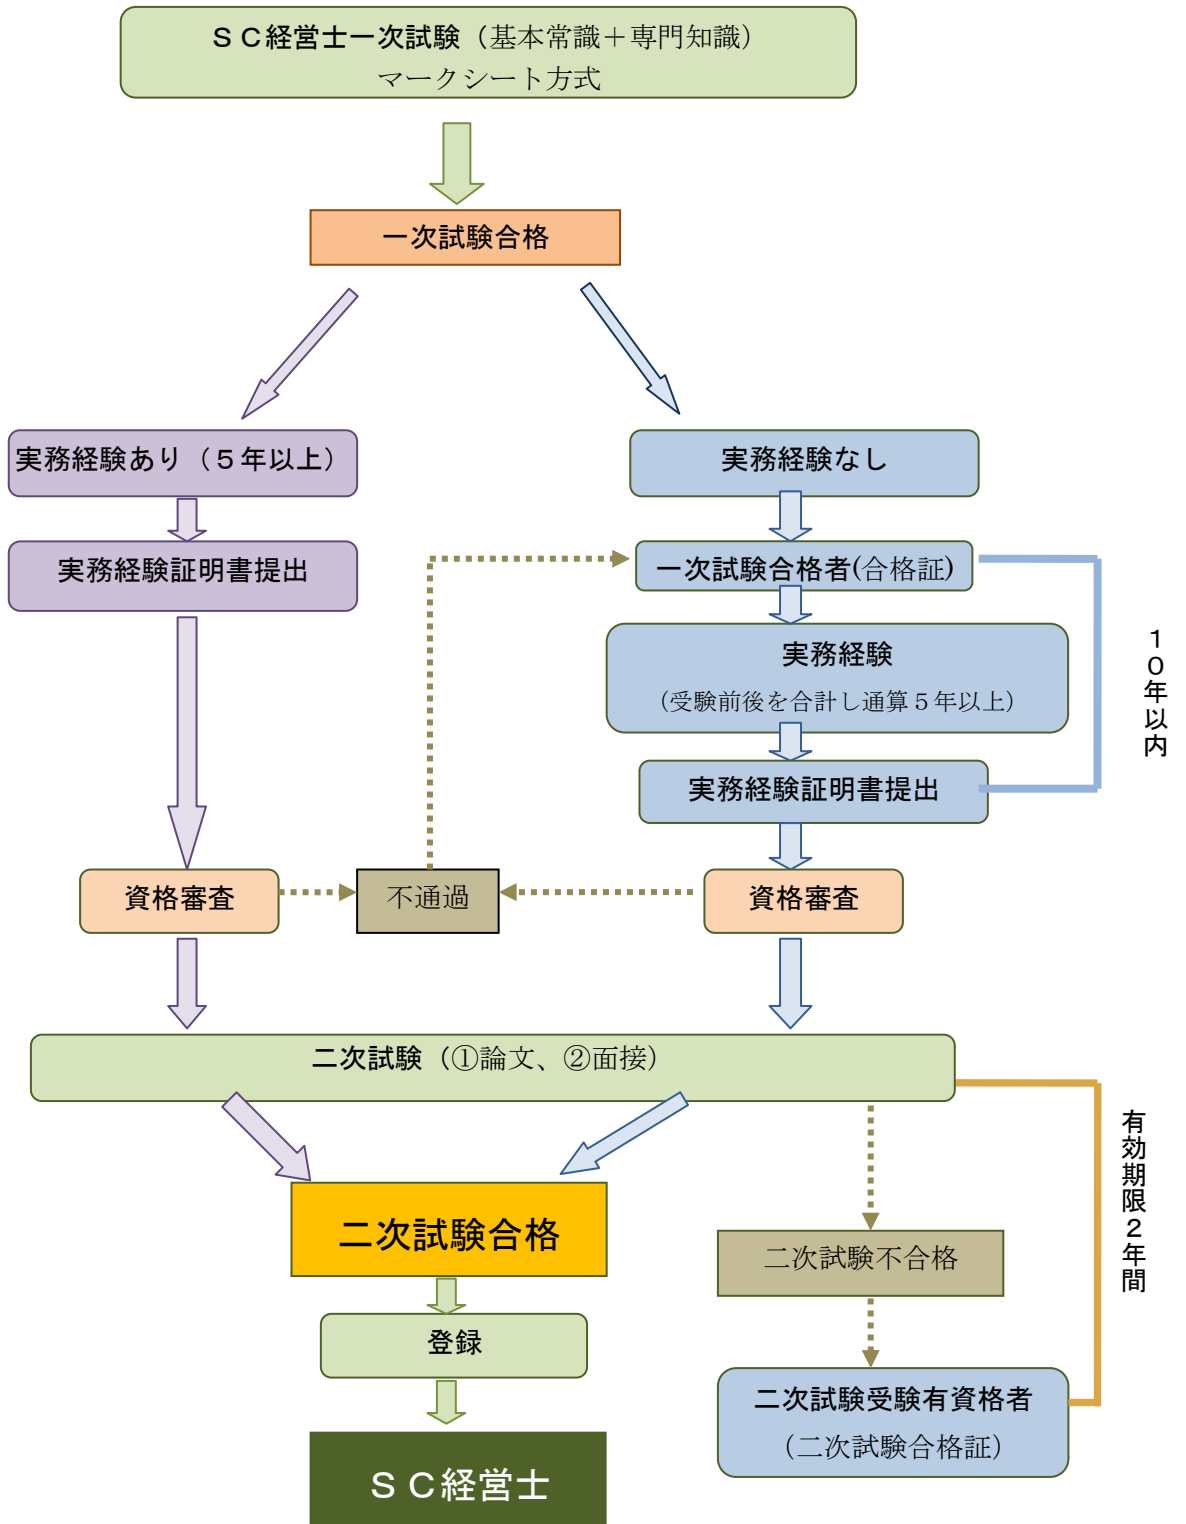 ＳＣ経営士一次試験（基本常識＋専門知識）
マークシート方式
一次試験合格
実務経験あり（５年以上）
実務経験なし
実務経験証明書提出
一次試験合格者(合格証)
実務経験
（受験前後を合計し通算５年以上）
１０年以内
実務経験証明書提出
資格審査
不通過
資格審査
二次試験（①論文、②面接）
有効期限２年間
二次試験合格
二次試験不合格
登録
二次試験受験有資格者
（二次試験合格証）
ＳＣ経営士